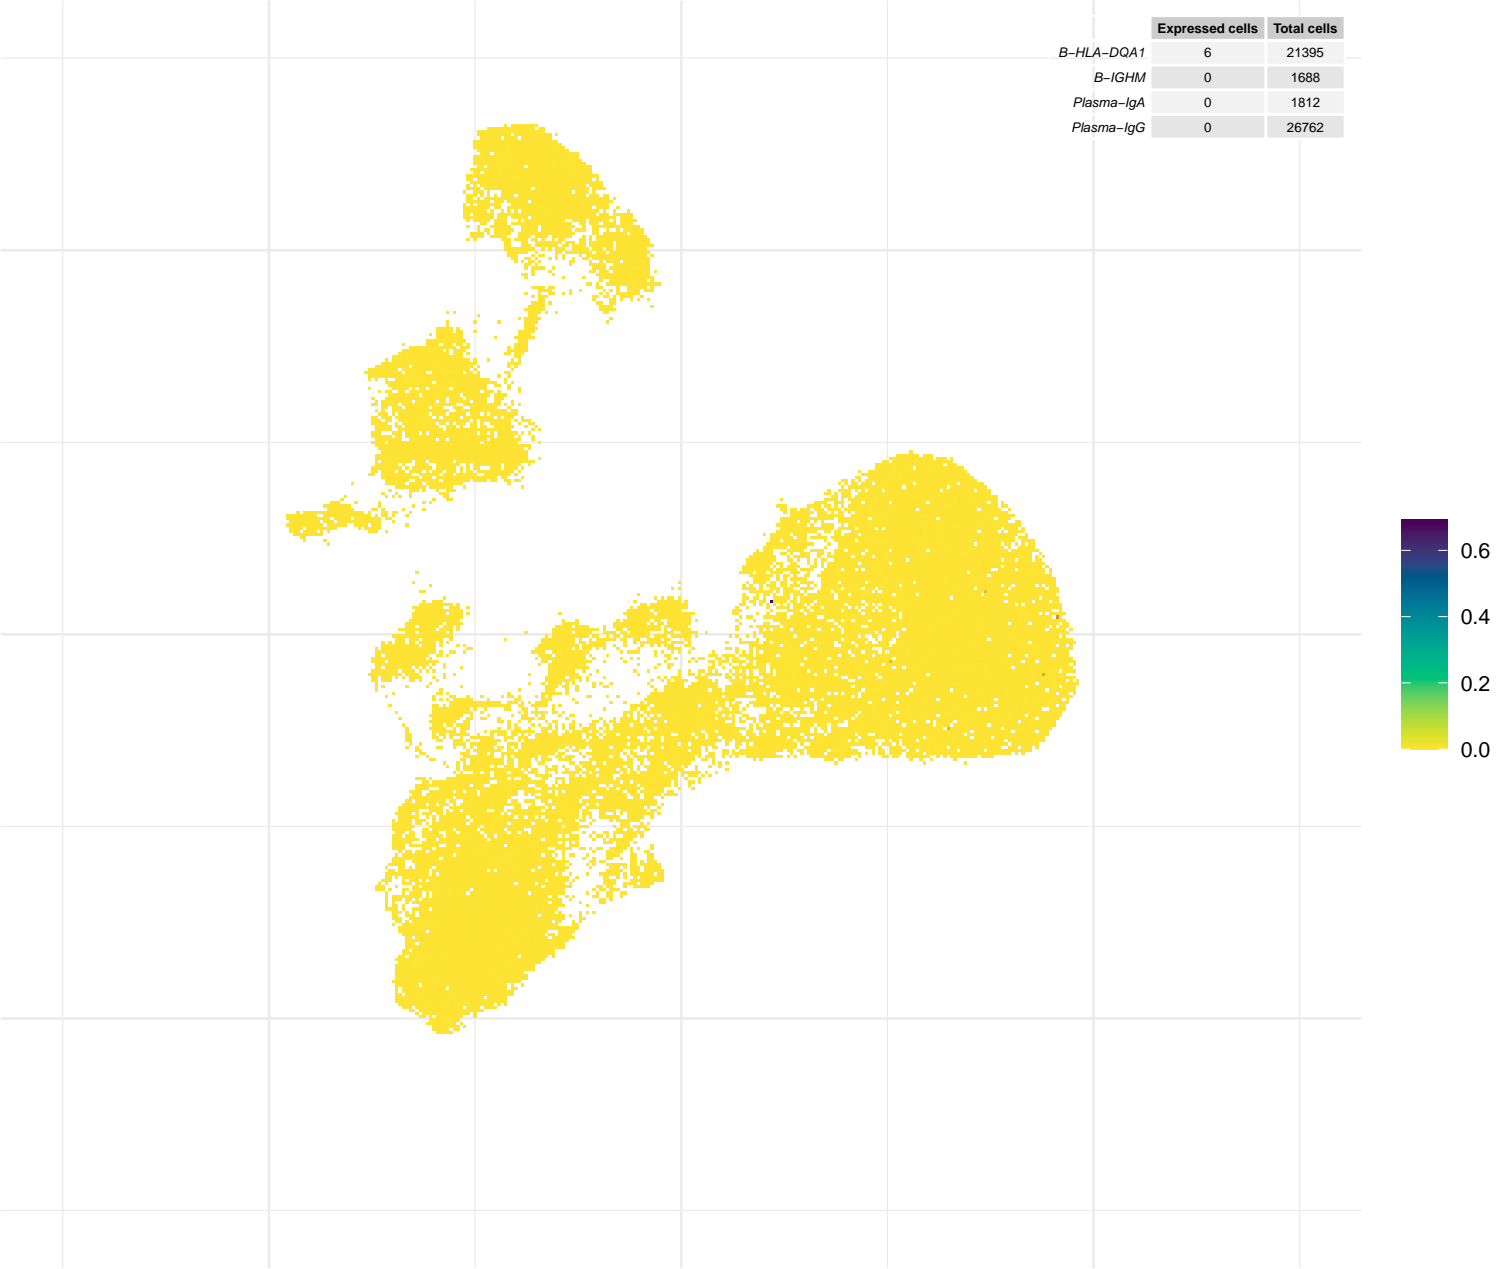 Expressed cells Total cells
B−HLA−DQA1 6 21395
B−IGHM 0 1688
Plasma−IgA 0 1812
Plasma−IgG 0 26762
0.6
0.4
0.2
0.0